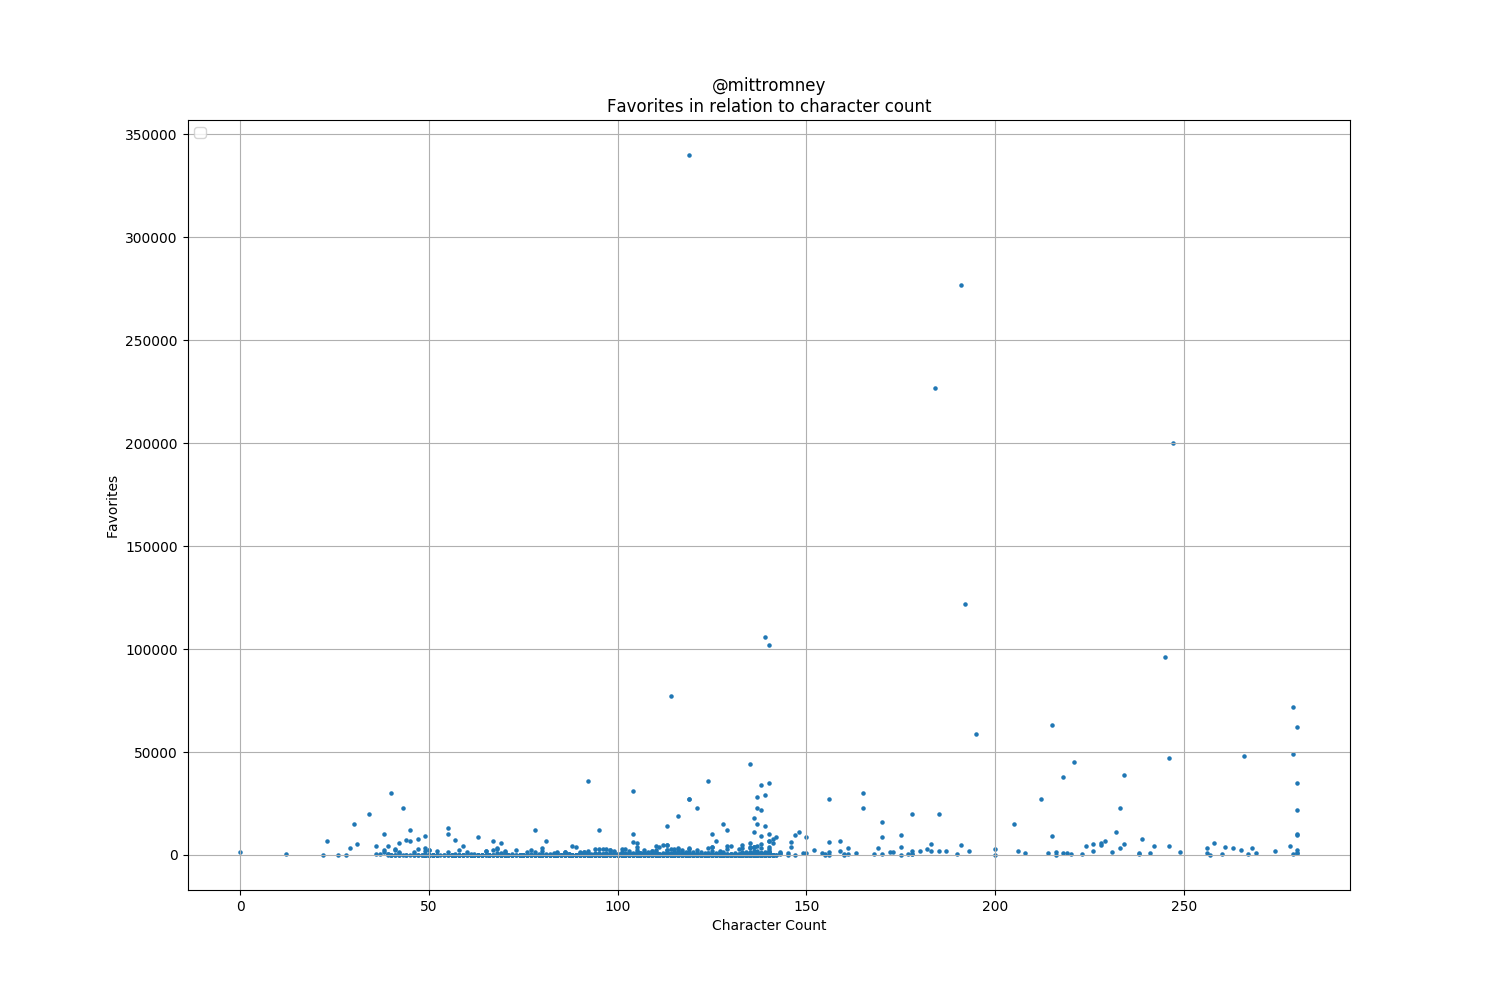 @mittromney
Favorites in relation to character count
350000
300000
250000
200000
150000
100000
50000
0
Favorites
0 50 100 150 200 250
Character Count